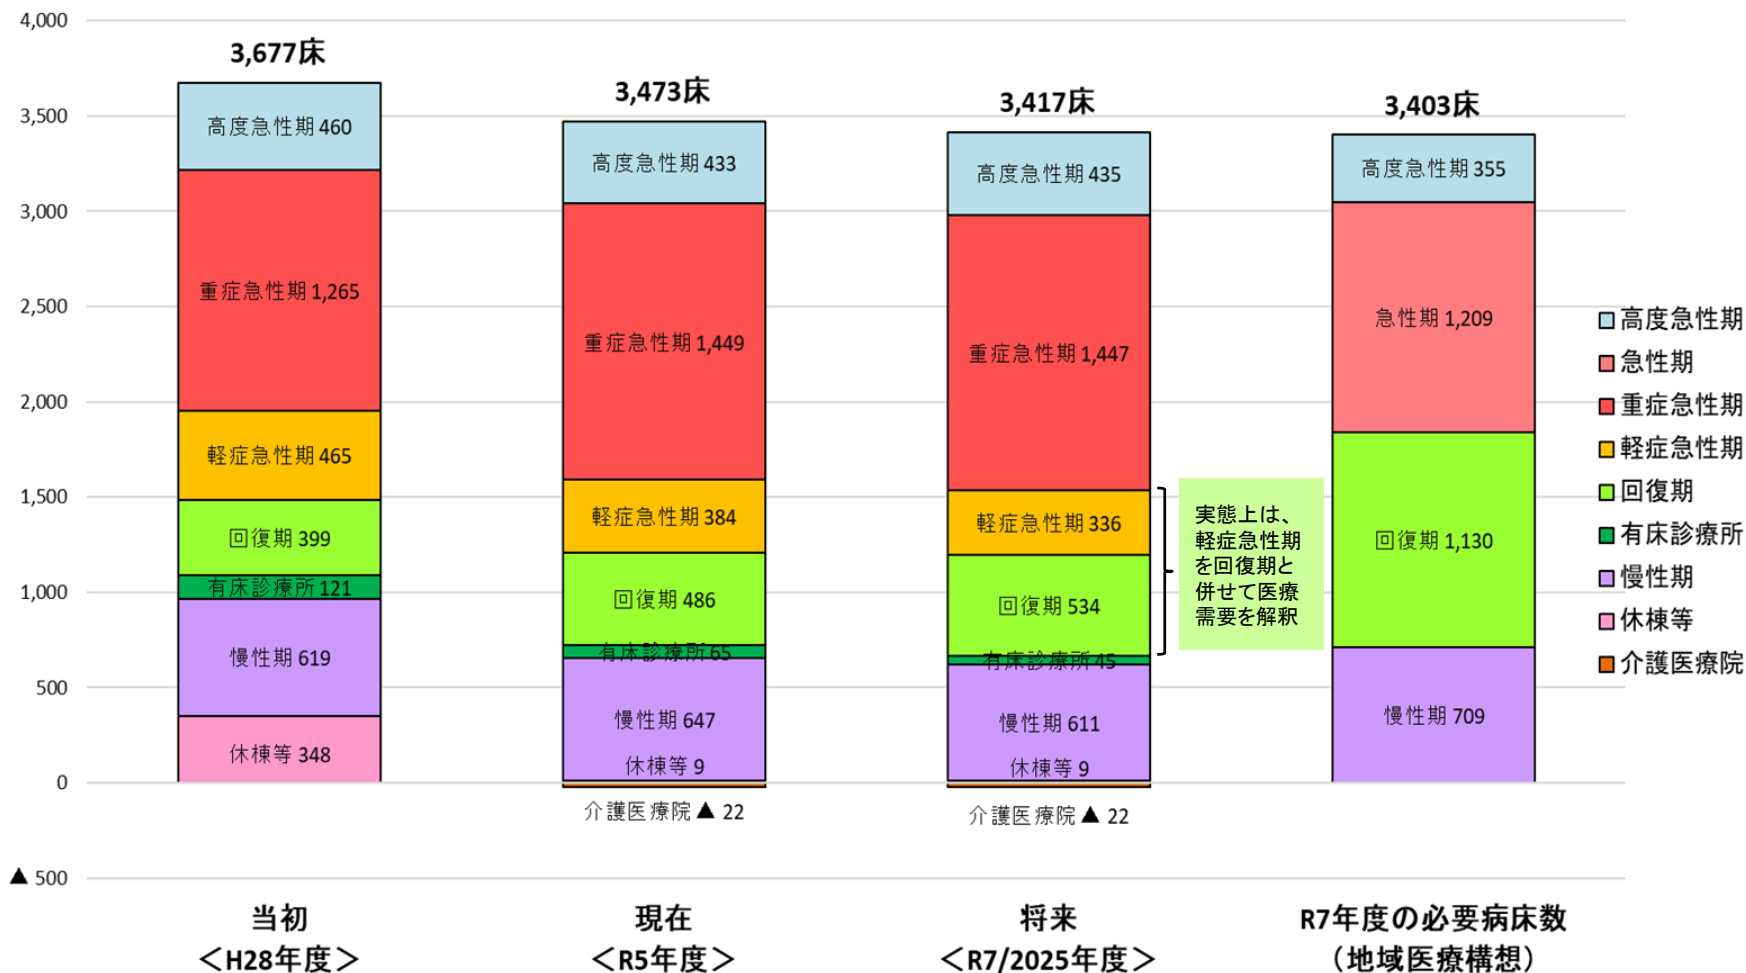 4,000
3,500
3,000
2,500
2,000
1,500
1,000
500
0
▲ 500
3,677床
高度急性期 460
重症急性期 1,265
軽症急性期 465
回復期 399
有床診療所 121
慢性期 619
休棟等 348
3,473床
高度急性期 433
重症急性期 1,449
軽症急性期 384
回復期 486
有床診療所 65
慢性期 647
休棟等 9
介護医療院 ▲ 22
3,417床
高度急性期 435
重症急性期 1,447
軽症急性期 336
回復期 534
有床診療所 45
慢性期 611
休棟等 9
介護医療院 ▲ 22
実態上は、
軽症急性期
を回復期と
併せて医療
需要を解釈
3,403床
高度急性期 355
急性期 1,209
回復期 1,130
慢性期 709
高度急性期
急性期
重症急性期
軽症急性期
回復期
有床診療所
慢性期
休棟等
介護医療院
当初
＜H28年度＞
現在
＜R5年度＞
将来
＜R7/2025年度＞
R7年度の必要病床数
（地域医療構想）